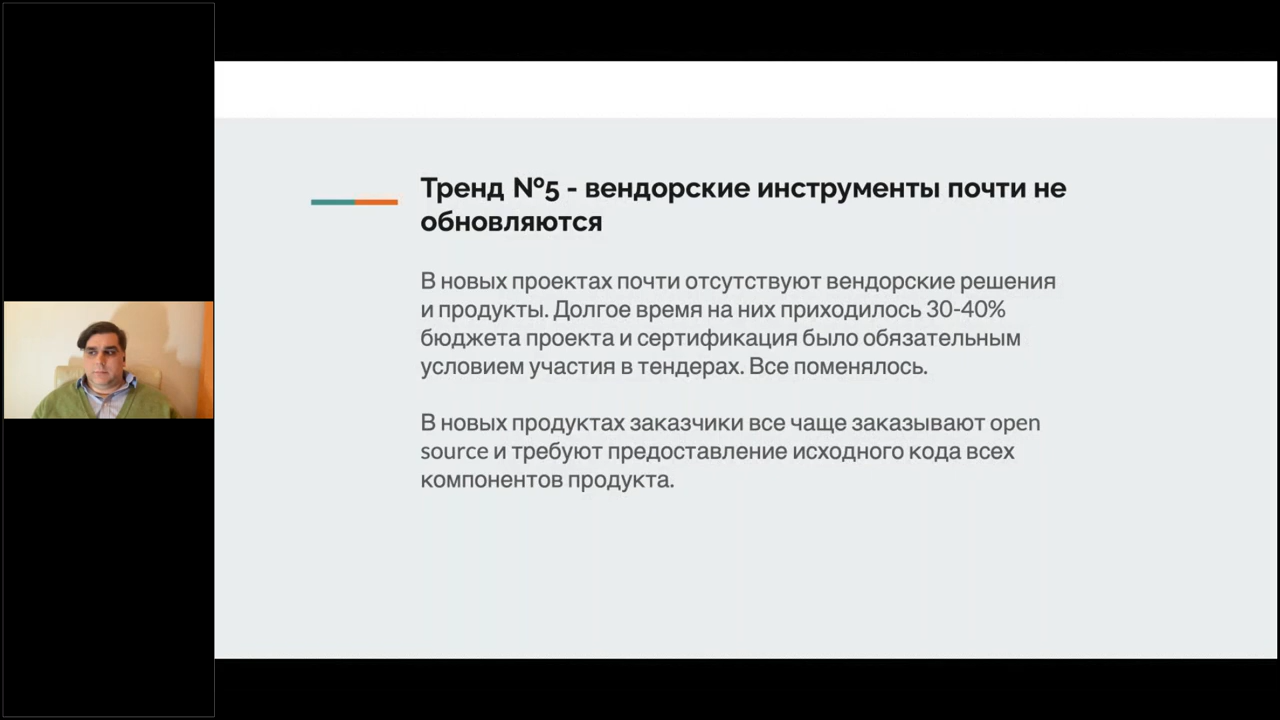 Тренд №5 - вендорские инструменты почти не
обновляются
В новых проектах почти отсутствуют вендорские решения
и продукты. Долгое время на них приходилось 30-40%
бюджета проекта и сертификация было обязательным
условием участия в тендерах. Все поменялось.
В новых продуктах заказчики все чаще заказывают open
source и требуют предоставление исходного кода всех
компонентов продукта.